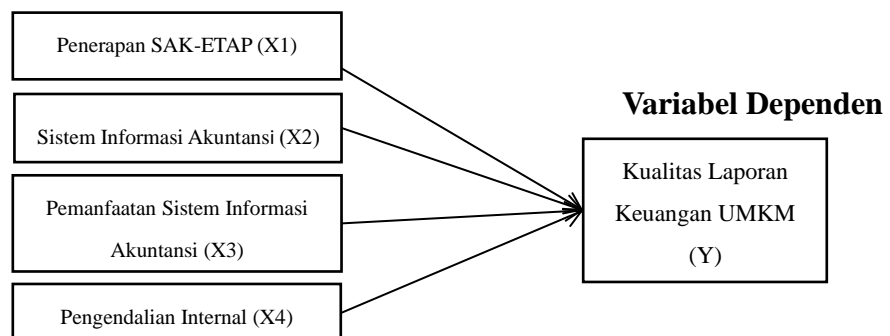 Penerapan SAK-ETAP (X1)
Sistem Informasi Akuntansi (X2)
Pemanfaatan Sistem Informasi
Akuntansi (X3)
Pengendalian Internal (X4)
Variabel Dependen
Kualitas Laporan
Keuangan UMKM
(Y)